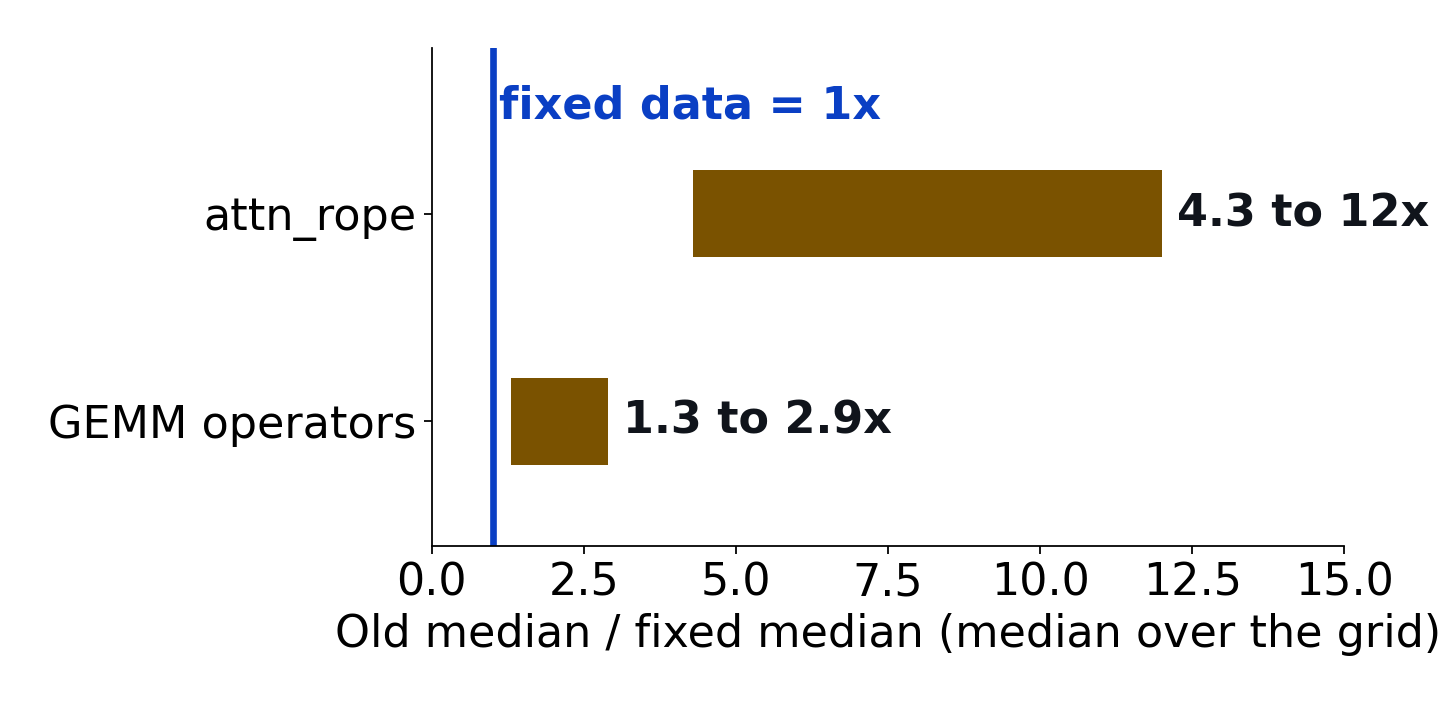 fixed data = 1x
attn_rope
4.3 to 12x
GEMM operators
1.3 to 2.9x
0.0 2.5 5.0 7.5 10.0 12.5 15.0
Old median / fixed median (median over the grid)